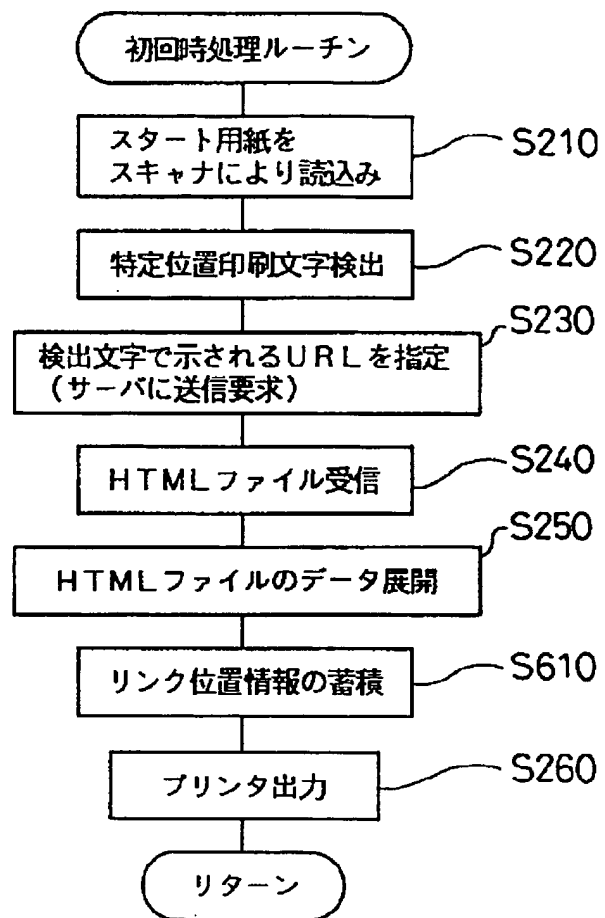 初回時処理ルーチン
スタート用紙を
スキャナにより読込み
S210
特定位置印刷文字検出
S220
S230
検出文字で示されるＵＲＬを指定
（サーバに送信要求）
ＨＴＭＬファイル受信
S240
S250
ＨＴＭＬファイルのデータ展開
リンク位置情報の蓄積
S610
プリンタ出力
S260
リターン